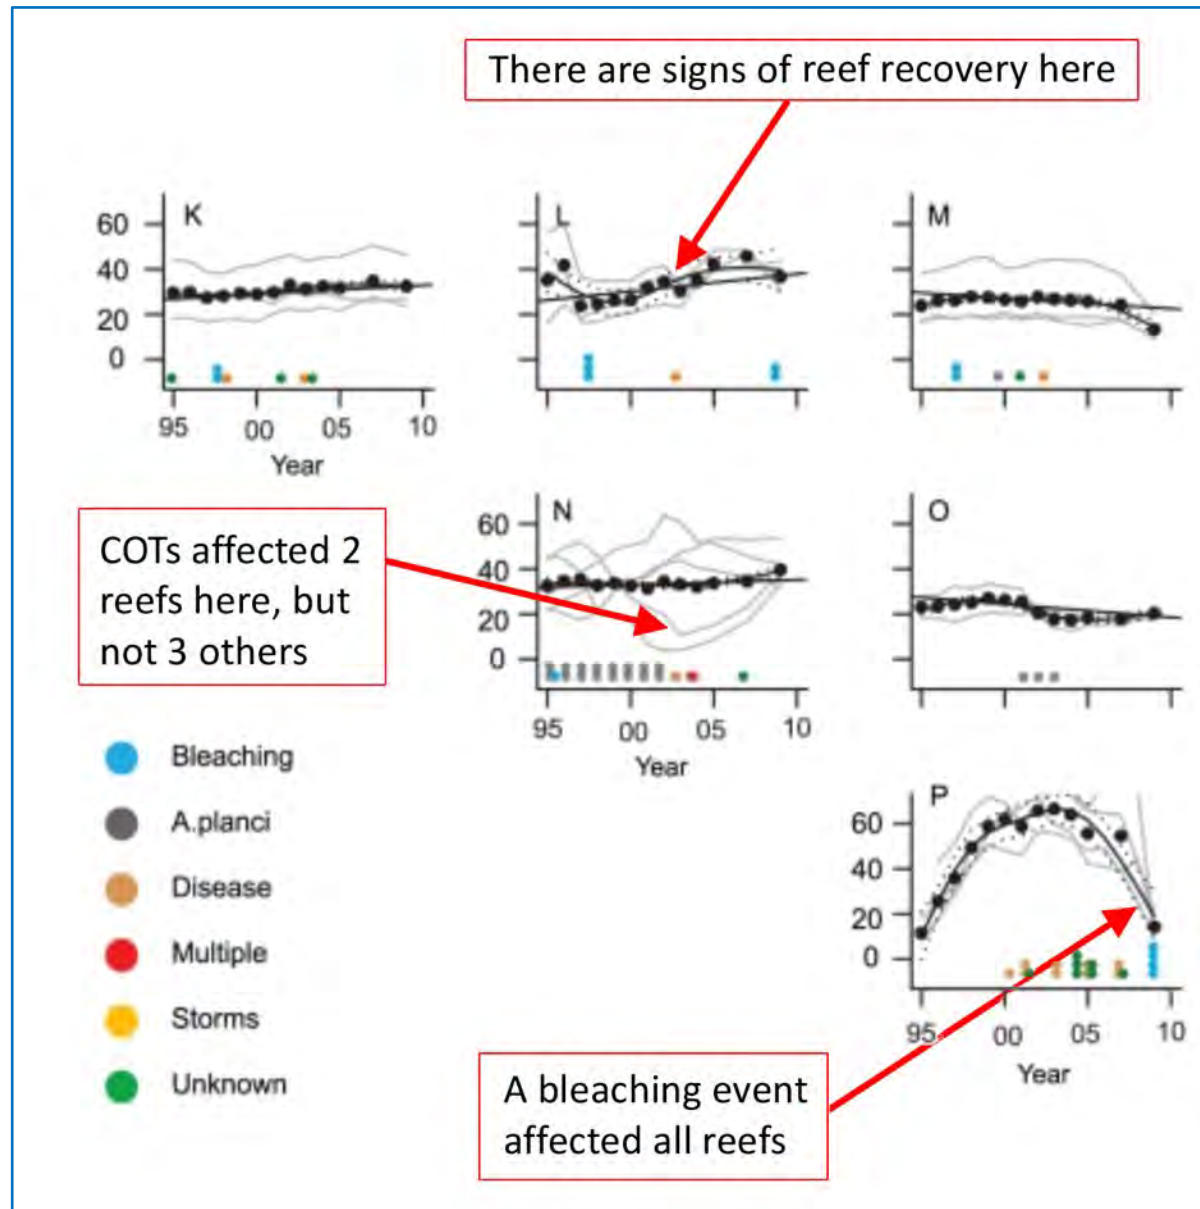 There are signs of reef recovery here
K
L
M
60
40
20
0
95
00
05
10
Year
COTs affected 2
reefs here, but
not 3 others
N
O
60
40
20
0
95
00
05
10
Year
Bleaching
A.planci
Disease
Multiple
Storms
Unknown
P
60
40
20
0
95
00
05
10
Year
A bleaching event
affected all reefs